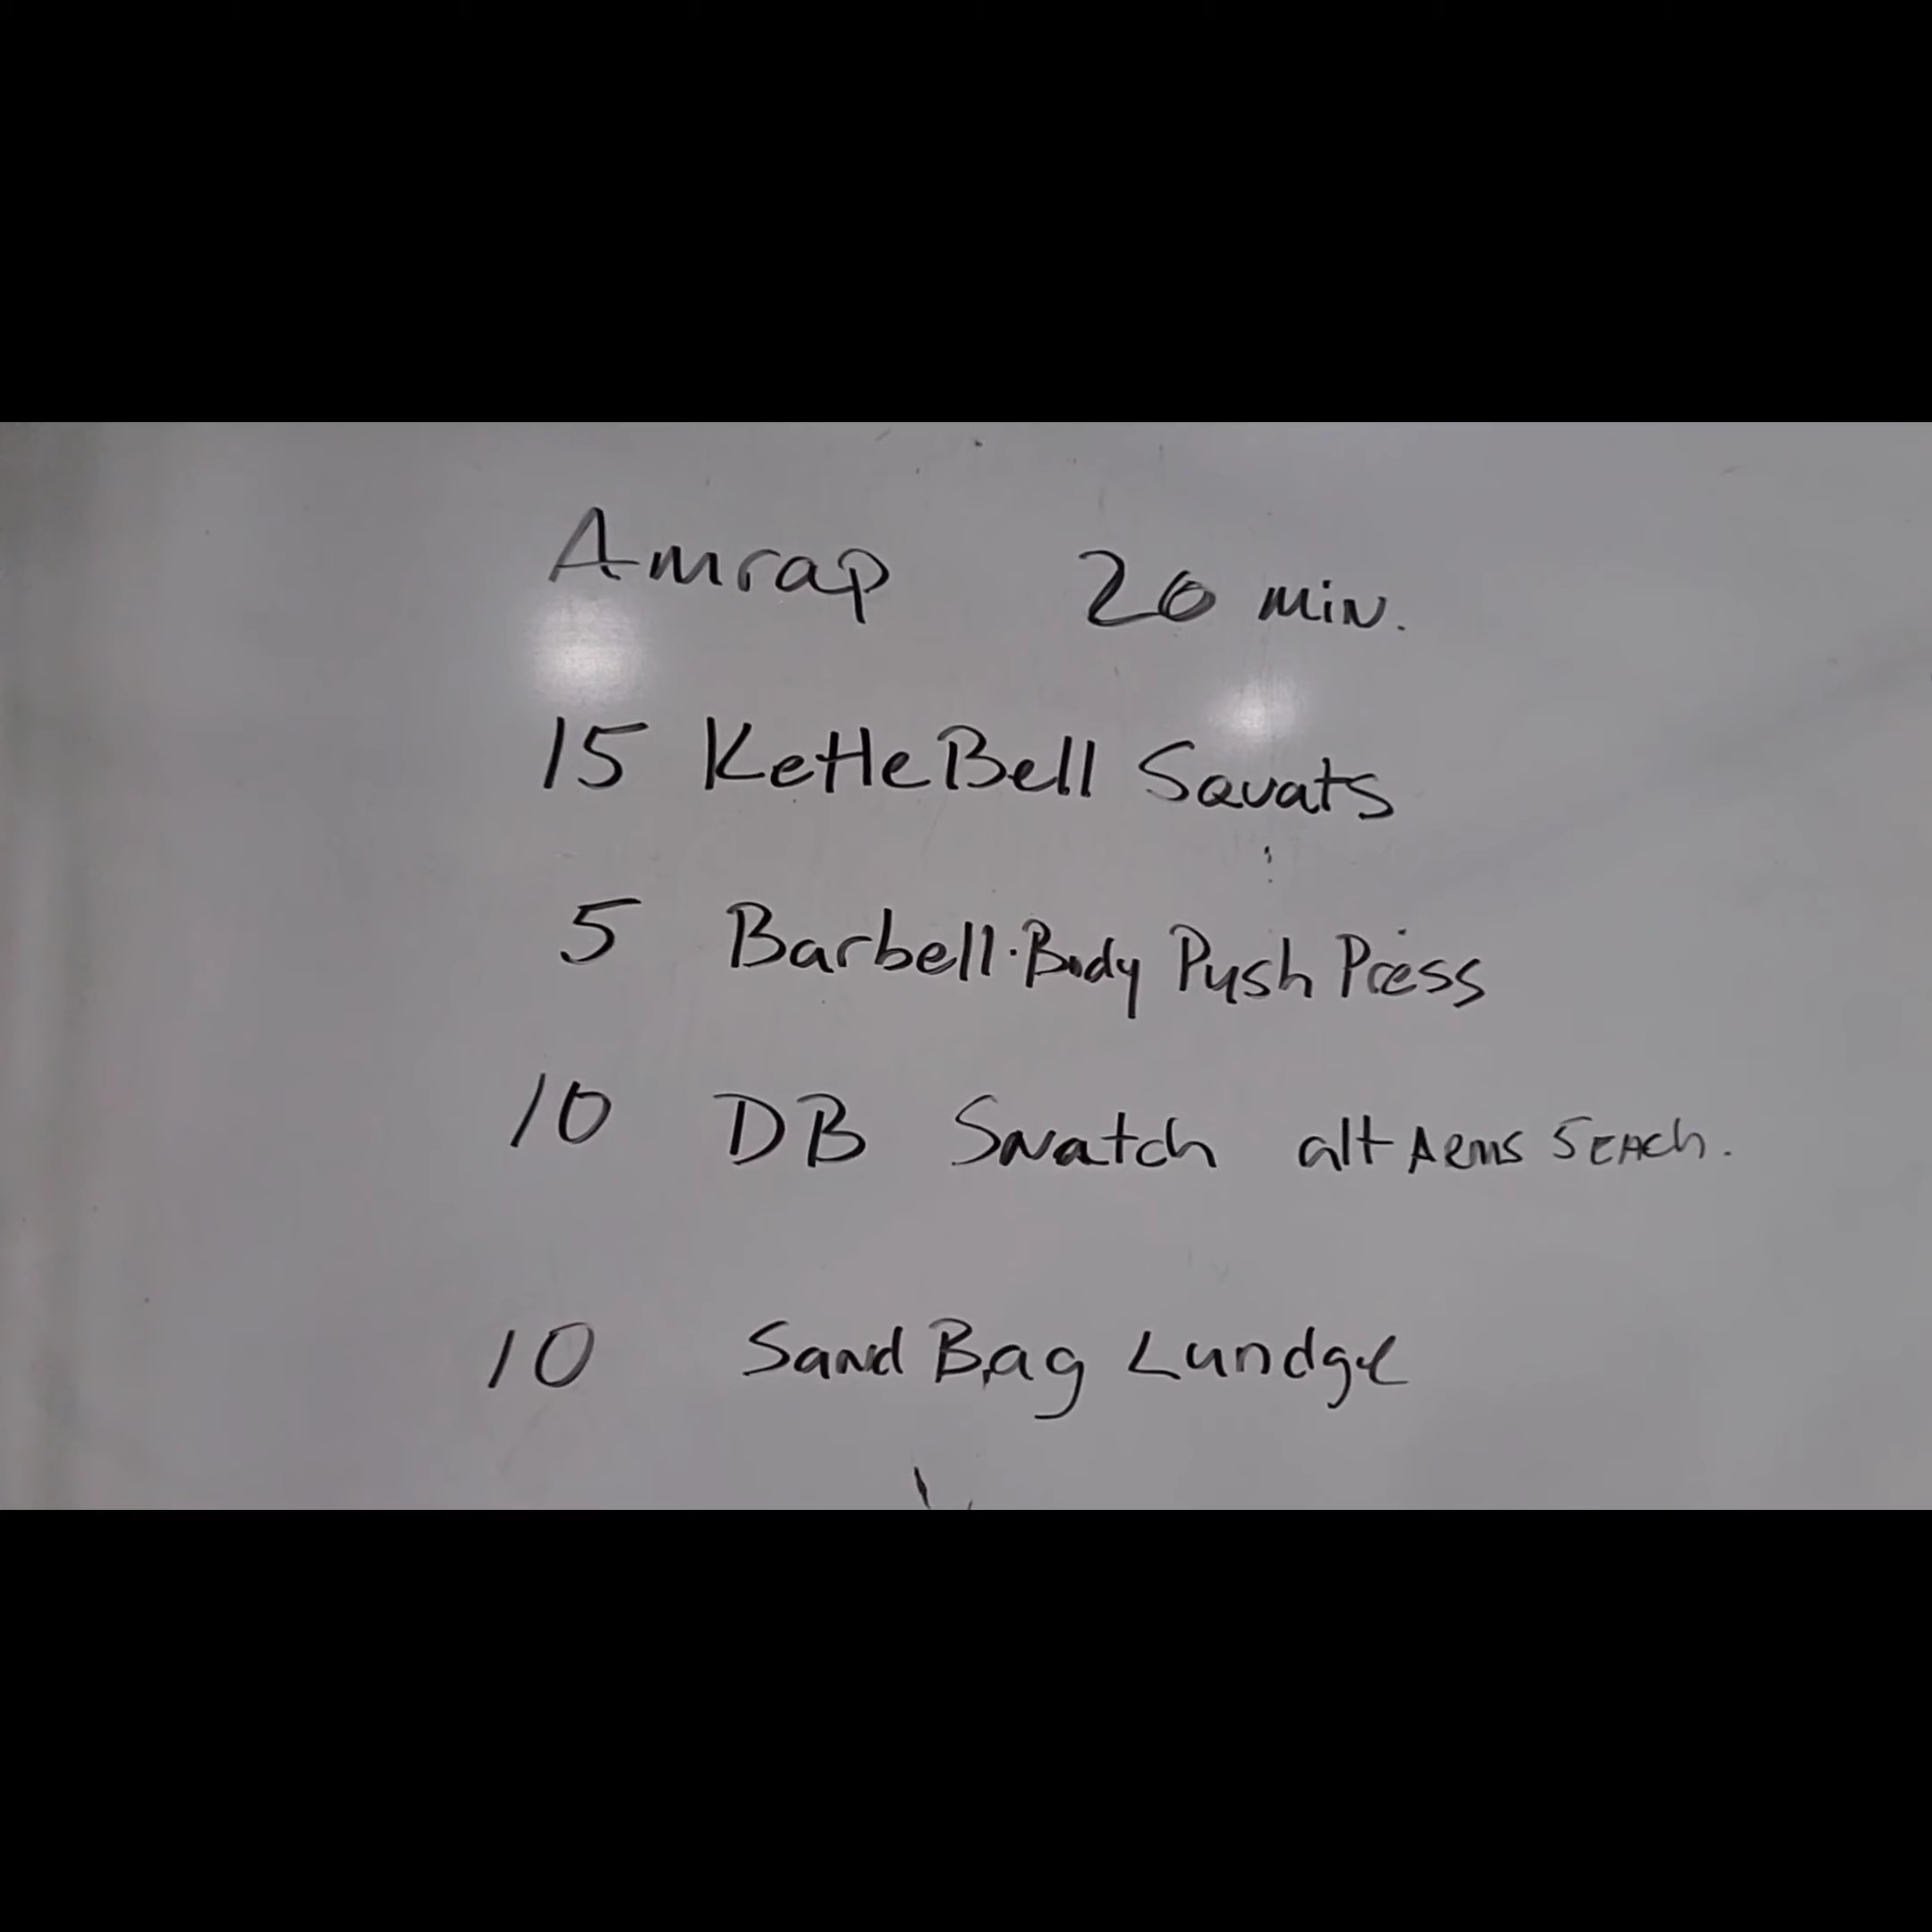 Amrap 20 min.
15 KettleBell Squats
5 Barbell·Body Push Press
10 DB Snatch alt Arms 5 EAch.
10 Sand Bag Lundge